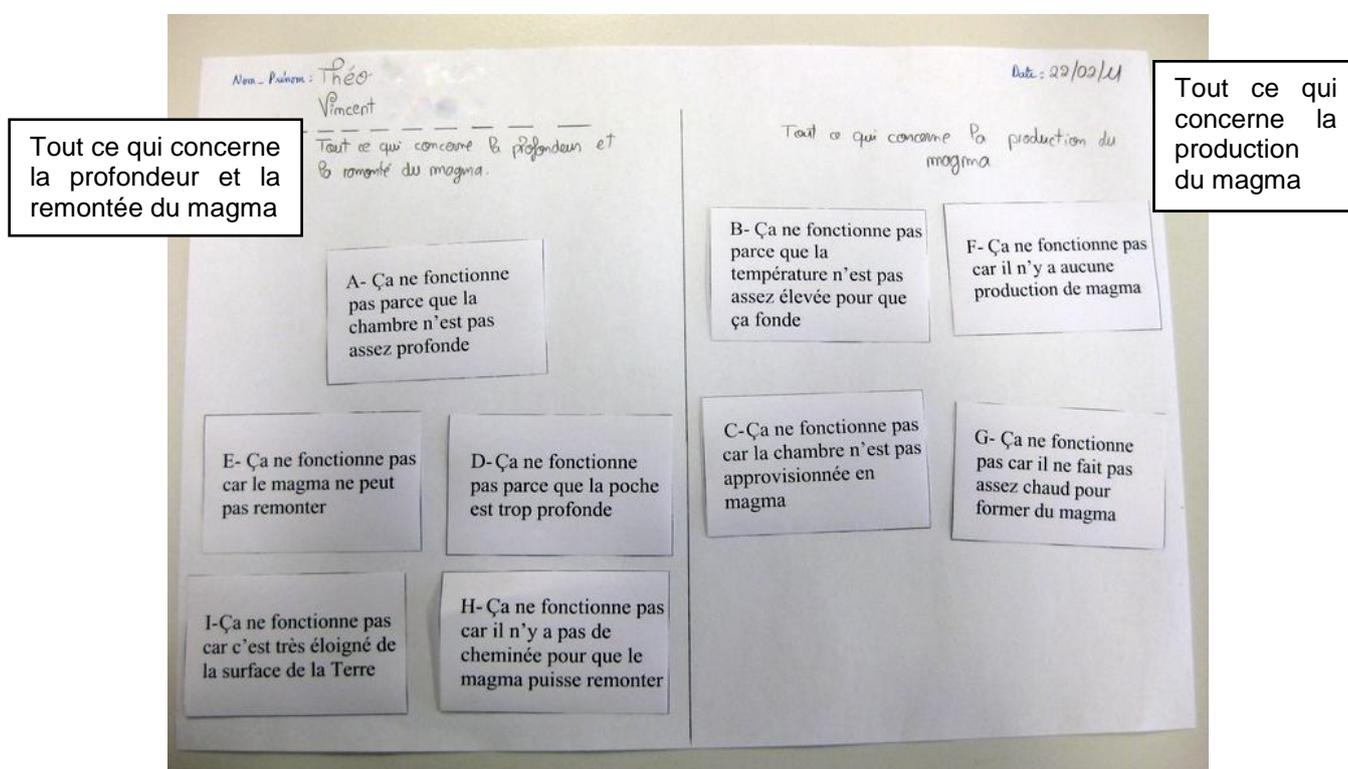 Nom - Prénom : Théo
Vincent
Date : 22/02/11
Tout ce qui concerne
la profondeur et la
remontée du magma
Tout ce qui concerne la profondeur et
la romonté du magma.
A- Ça ne fonctionne
pas parce que la
chambre n'est pas
assez profonde
E- Ça ne fonctionne pas
car le magma ne peut
pas remonter
D- Ça ne fonctionne
pas parce que la poche
est trop profonde
I-Ça ne fonctionne pas
car c'est très éloigné de
la surface de la Terre
H- Ça ne fonctionne pas
car il n'y a pas de
cheminée pour que le
magma puisse remonter
Tout ce qui
concerne la
production
du magma
Tout ce qui concerne la production du
magma
B- Ça ne fonctionne pas
parce que la
température n'est pas
assez élevée pour que
ça fonde
F- Ça ne fonctionne pas
car il n'y a aucune
production de magma
C-Ça ne fonctionne pas
car la chambre n'est pas
approvisionnée en
magma
G- Ça ne fonctionne
pas car il ne fait pas
assez chaud pour
former du magma